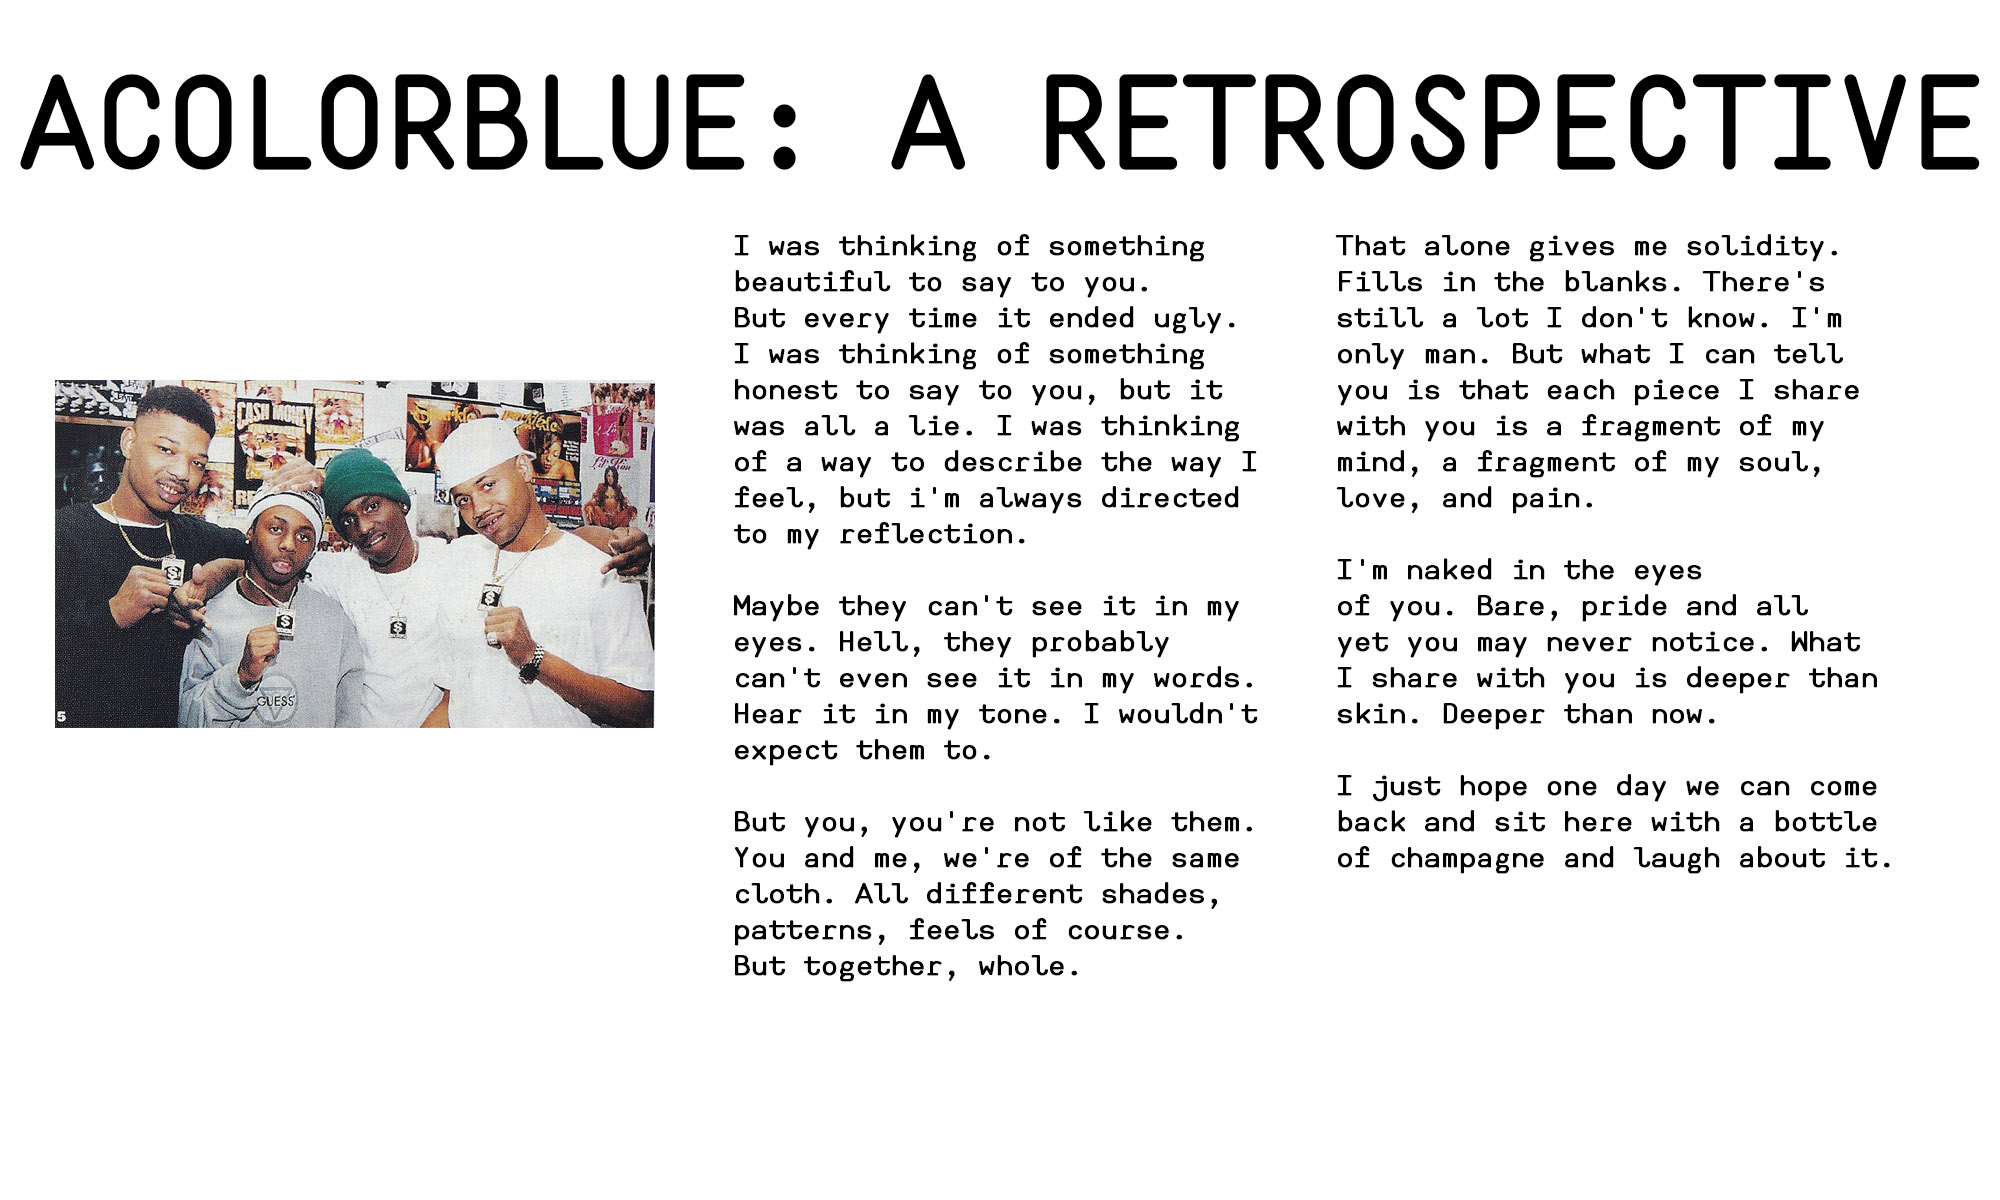 ACOLORBLUE: A RETROSPECTIVE
CASH MONEY
Sparkle
Lil' Kim
$
$
$
$
GUESS
5
I was thinking of something
beautiful to say to you.
But every time it ended ugly.
I was thinking of something
honest to say to you, but it
was all a lie. I was thinking
of a way to describe the way I
feel, but i'm always directed
to my reflection.
Maybe they can't see it in my
eyes. Hell, they probably
can't even see it in my words.
Hear it in my tone. I wouldn't
expect them to.
But you, you're not like them.
You and me, we're of the same
cloth. All different shades,
patterns, feels of course.
But together, whole.
That alone gives me solidity.
Fills in the blanks. There's
still a lot I don't know. I'm
only man. But what I can tell
you is that each piece I share
with you is a fragment of my
mind, a fragment of my soul,
love, and pain.
I'm naked in the eyes
of you. Bare, pride and all
yet you may never notice. What
I share with you is deeper than
skin. Deeper than now.
I just hope one day we can come
back and sit here with a bottle
of champagne and laugh about it.